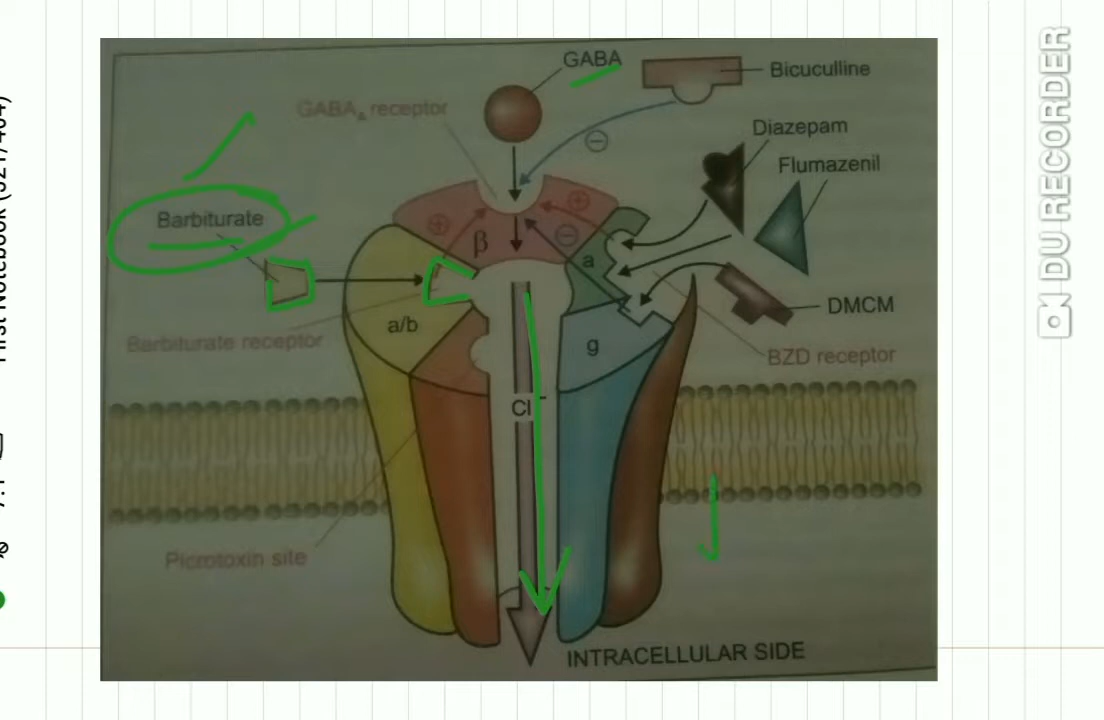 GABA
Bicuculline
GABAA receptor
Diazepam
Flumazenil
Barbiturate
β
a
a/b
g
DMCM
Barbiturate receptor
BZD receptor
Cl-
Picrotoxin site
INTRACELLULAR SIDE
DU RECORDER